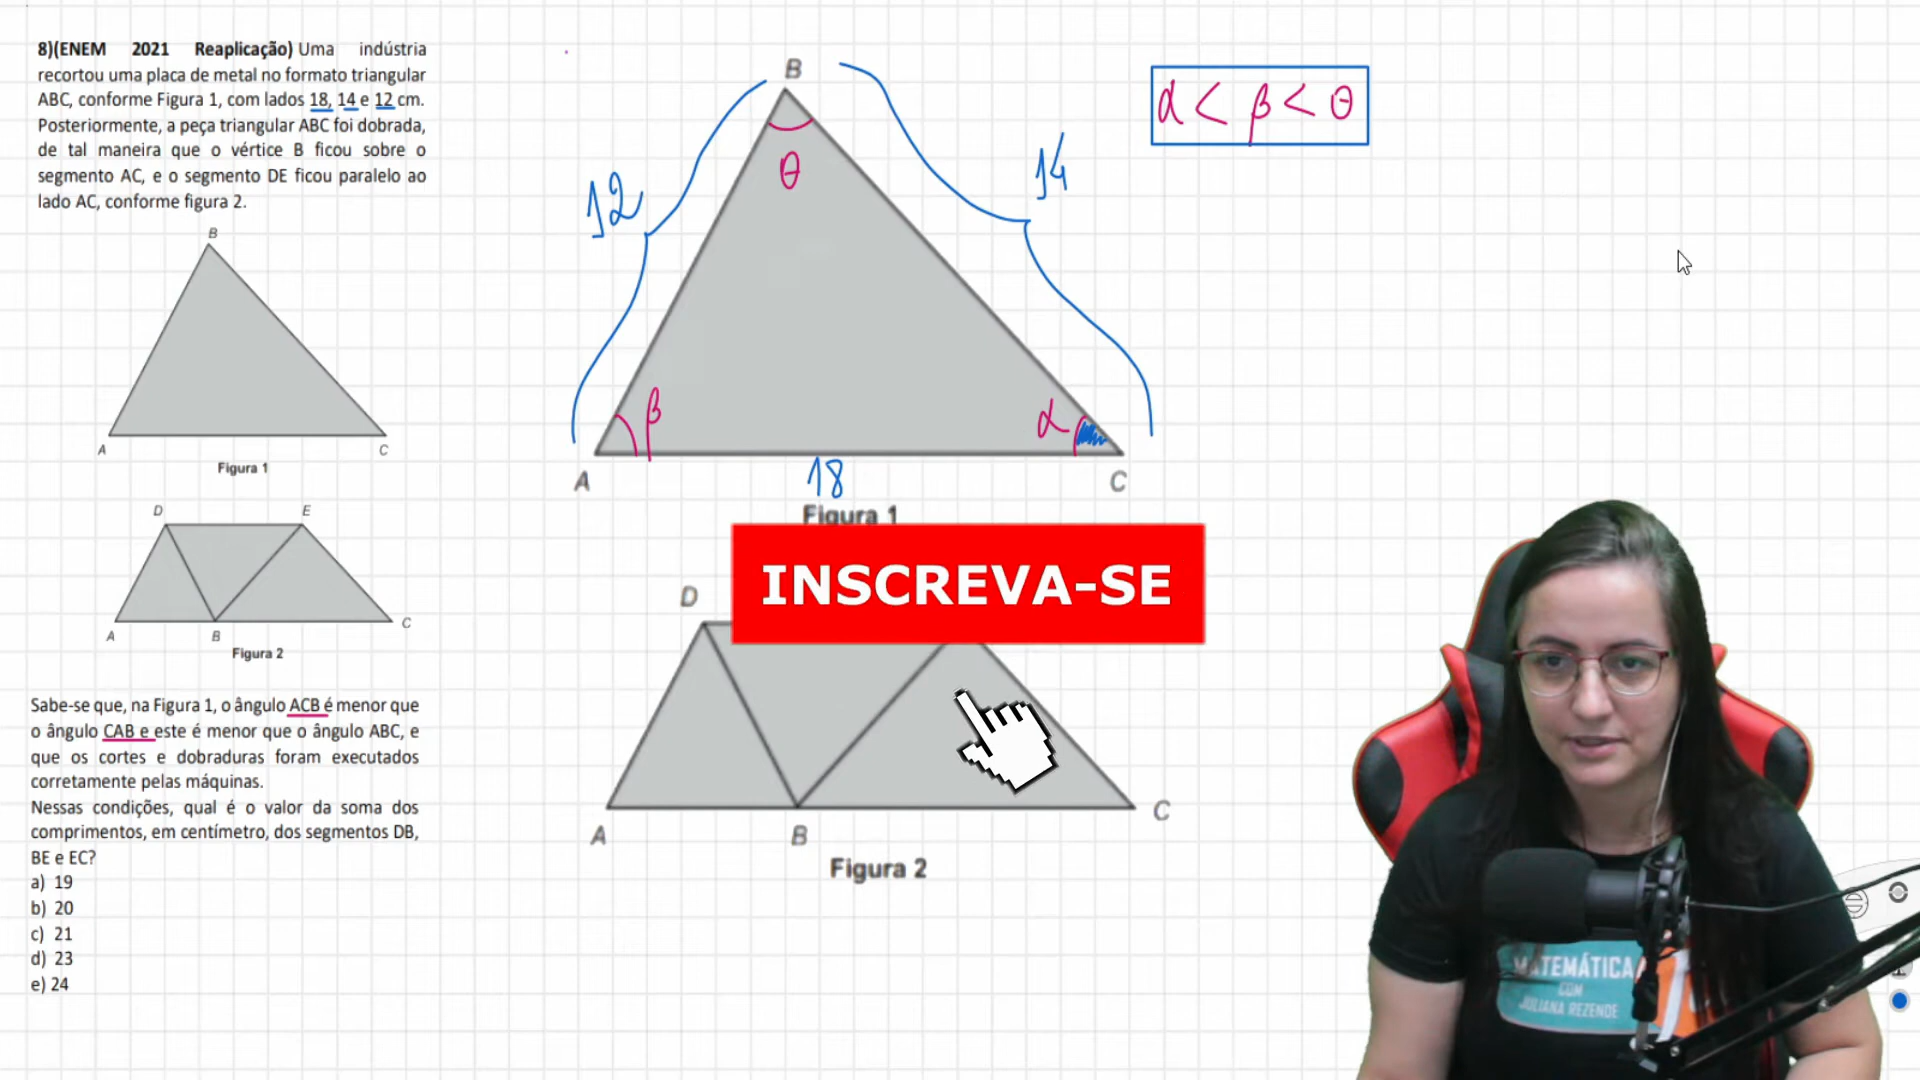 8)(ENEM 2021 Reaplicação) Uma indústria
recortou uma placa de metal no formato triangular
ABC, conforme Figura 1, com lados 18, 14 e 12 cm.
Posteriormente, a peça triangular ABC foi dobrada,
de tal maneira que o vértice B ficou sobre o
segmento AC, e o segmento DE ficou paralelo ao
lado AC, conforme figura 2.
B
A
C
Figura 1
D
E
A
B
C
Figura 2
Sabe-se que, na Figura 1, o ângulo ACB é menor que
o ângulo CAB e este é menor que o ângulo ABC, e
que os cortes e dobraduras foram executados
corretamente pelas máquinas.
Nessas condições, qual é o valor da soma dos
comprimentos, em centímetro, dos segmentos DB,
BE e EC?
a) 19
b) 20
c) 21
d) 23
e) 24
B
θ
12
14
β
α
A
18
C
Figura 1
α < β < θ
INSCREVA-SE
D
A
B
C
Figura 2
MATEMÁTICA
COM
JULIANA REZENDE